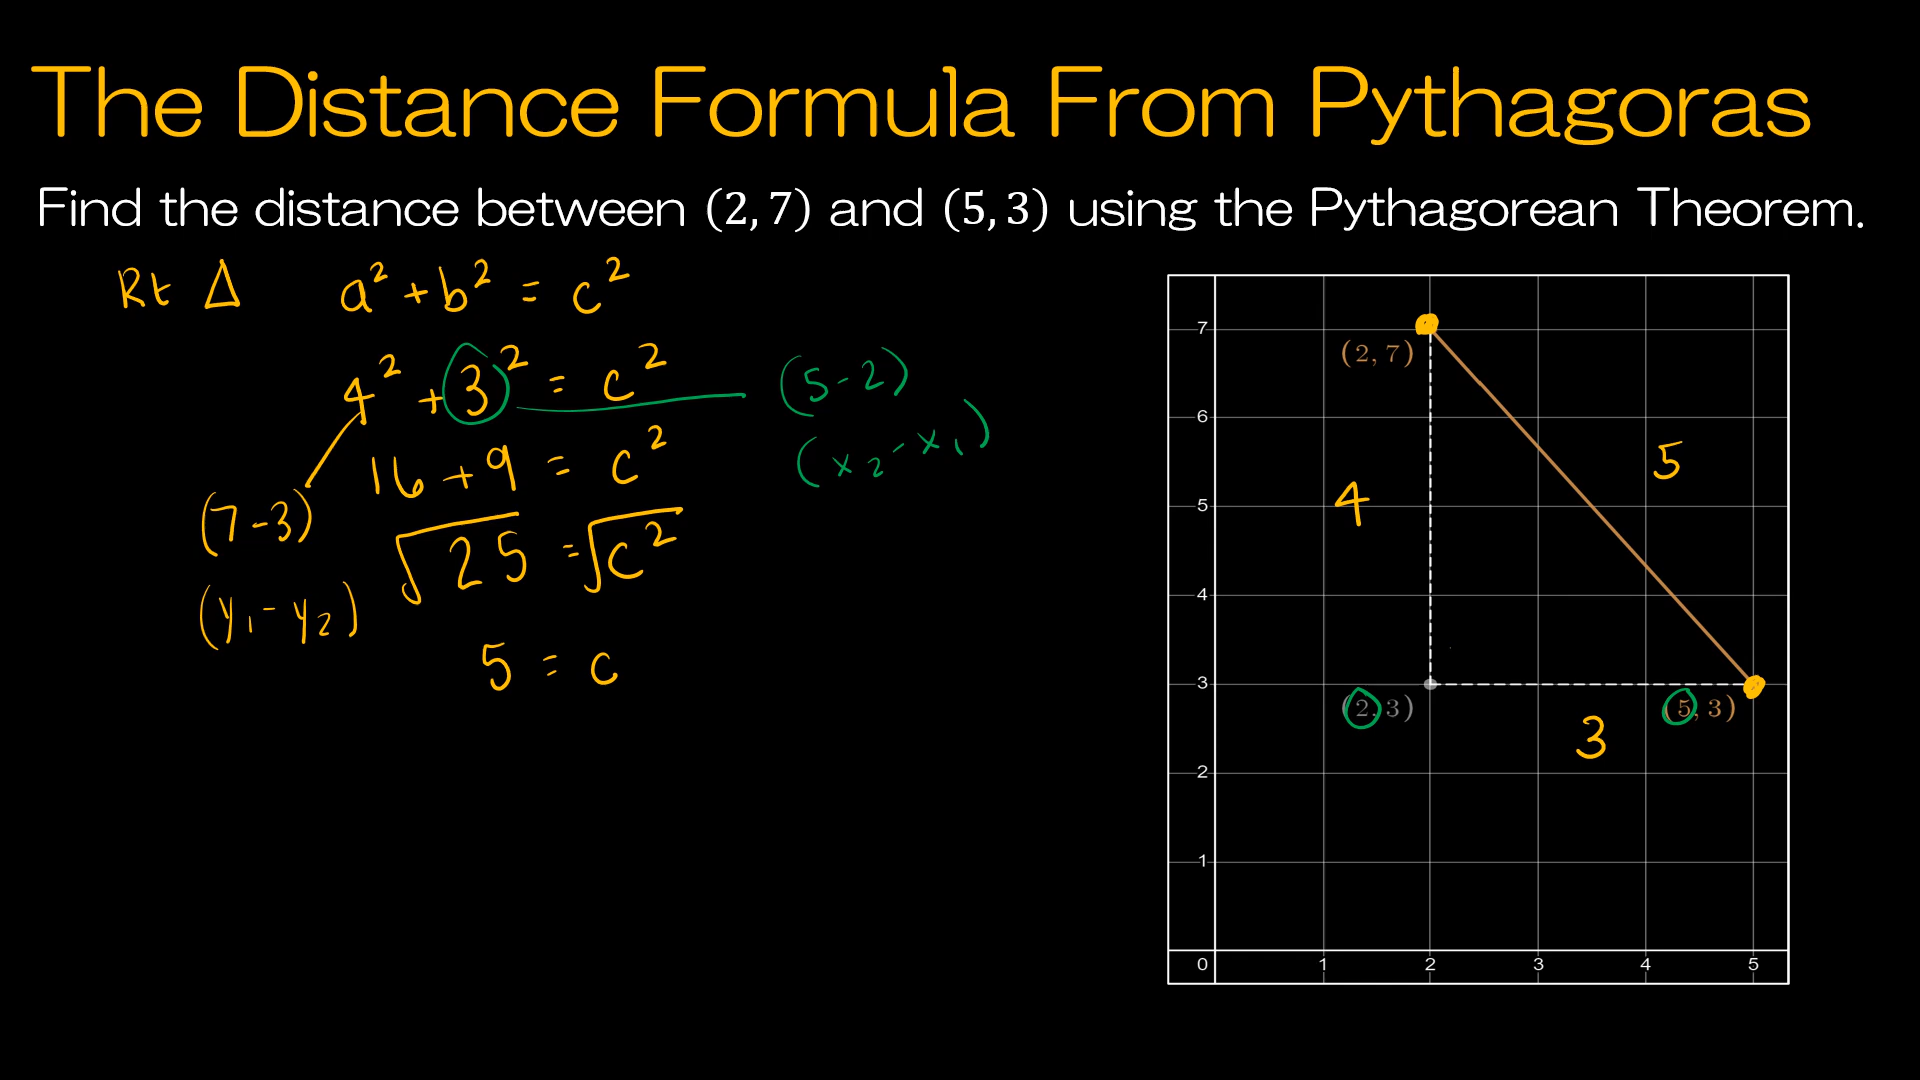 The Distance Formula From Pythagoras
Find the distance between (2, 7) and (5, 3) using the Pythagorean Theorem.
Rt Δ a² + b² = c²
4² + 3² = c² (5-2)
(x₂ - x₁)
16 + 9 = c²
(7-3)
√25 = √c²
(y₁ - y₂)
5 = c
7
(2, 7)
6
5
4
5
4
3
(2, 3)
(5, 3)
3
2
1
0 1 2 3 4 5